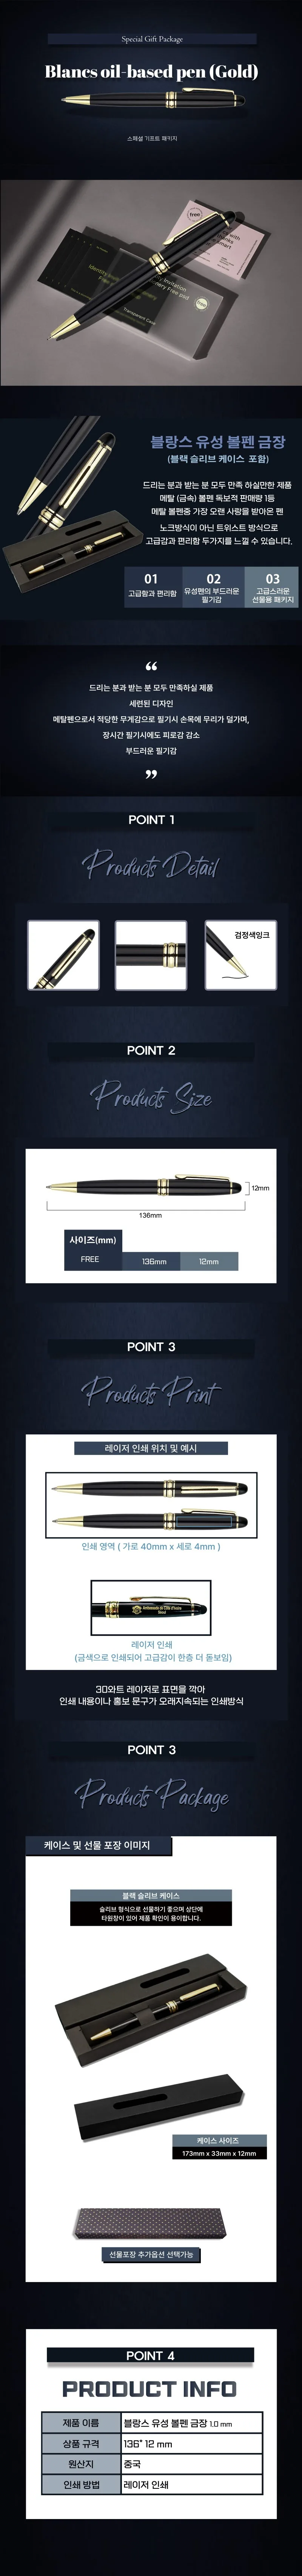 Special Gift Package
Blancs oil-based pen (Gold)
스페셜 기프트 패키지
free
with
thanks
Transparent Card
블랑스 유성 볼펜 금장
(블랙 슬리브 케이스 포함)
드리는 분과 받는 분 모두 만족 하실만한 제품
메탈 (금속) 볼펜 독보적 판매량 1등
메탈 볼펜중 가장 오랜 사랑을 받아온 펜
노크방식이 아닌 트위스트 방식으로
고급감과 편리함 두가지를 느낄 수 있습니다.
01
고급함과 편리함
02
유성펜의 부드러운
필기감
03
고급스러운
선물용 패키지
“
드리는 분과 받는 분 모두 만족하실 제품
세련된 디자인
메탈펜으로서 적당한 무게감으로 필기시 손목에 무리가 덜가며,
장시간 필기시에도 피로감 감소
부드러운 필기감
”
POINT 1
Products Detail
검정색잉크
POINT 2
Products Size
12mm
136mm
사이즈(mm)
FREE 136mm 12mm
POINT 3
Products Print
레이저 인쇄 위치 및 예시
인쇄 영역 ( 가로 40mm x 세로 4mm )
레이저 인쇄
(금색으로 인쇄되어 고급감이 한층 더 돋보임)
30와트 레이저로 표면을 깍아
인쇄 내용이나 홍보 문구가 오래지속되는 인쇄방식
POINT 3
Products Package
케이스 및 선물 포장 이미지
블랙 슬리브 케이스
슬리브 형식으로 선물하기 좋으며 상단에
타원창이 있어 제품 확인이 용이합니다.
케이스 사이즈
173mm x 33mm x 12mm
선물포장 추가옵션 선택가능
POINT 4
PRODUCT INFO
제품 이름 블랑스 유성 볼펜 금장 1.0 mm
상품 규격 136* 12 mm
원산지 중국
인쇄 방법 레이저 인쇄